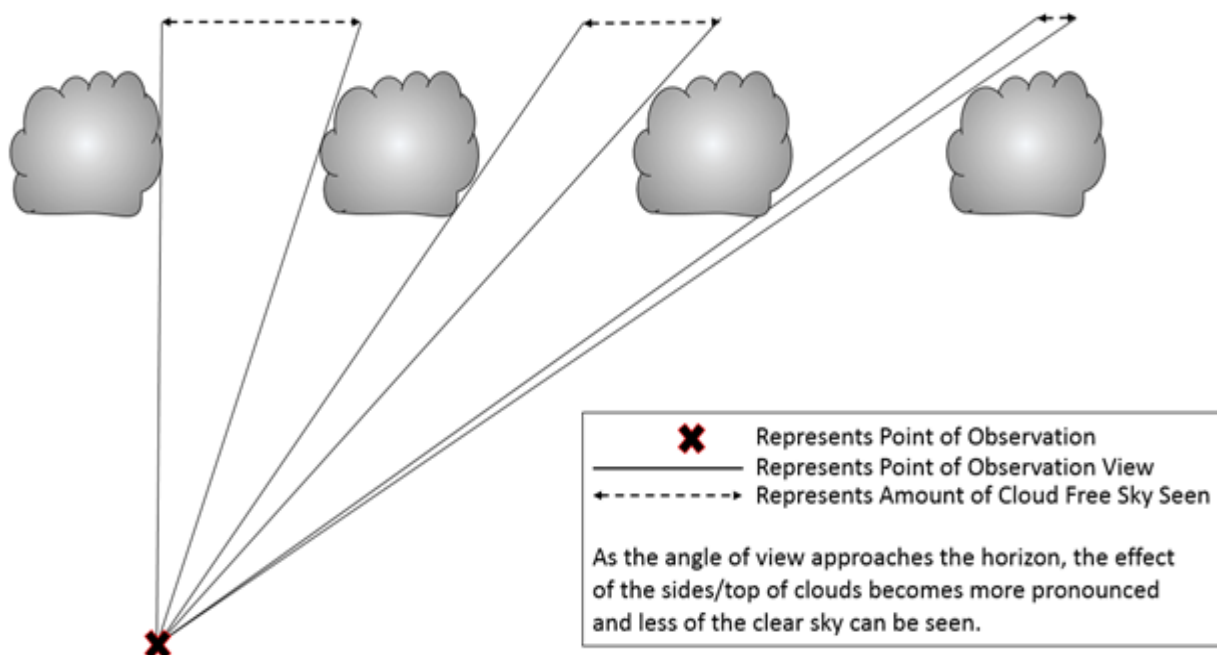 Represents Point of Observation
Represents Point of Observation View
Represents Amount of Cloud Free Sky Seen
As the angle of view approaches the horizon, the effect
of the sides/top of clouds becomes more pronounced
and less of the clear sky can be seen.